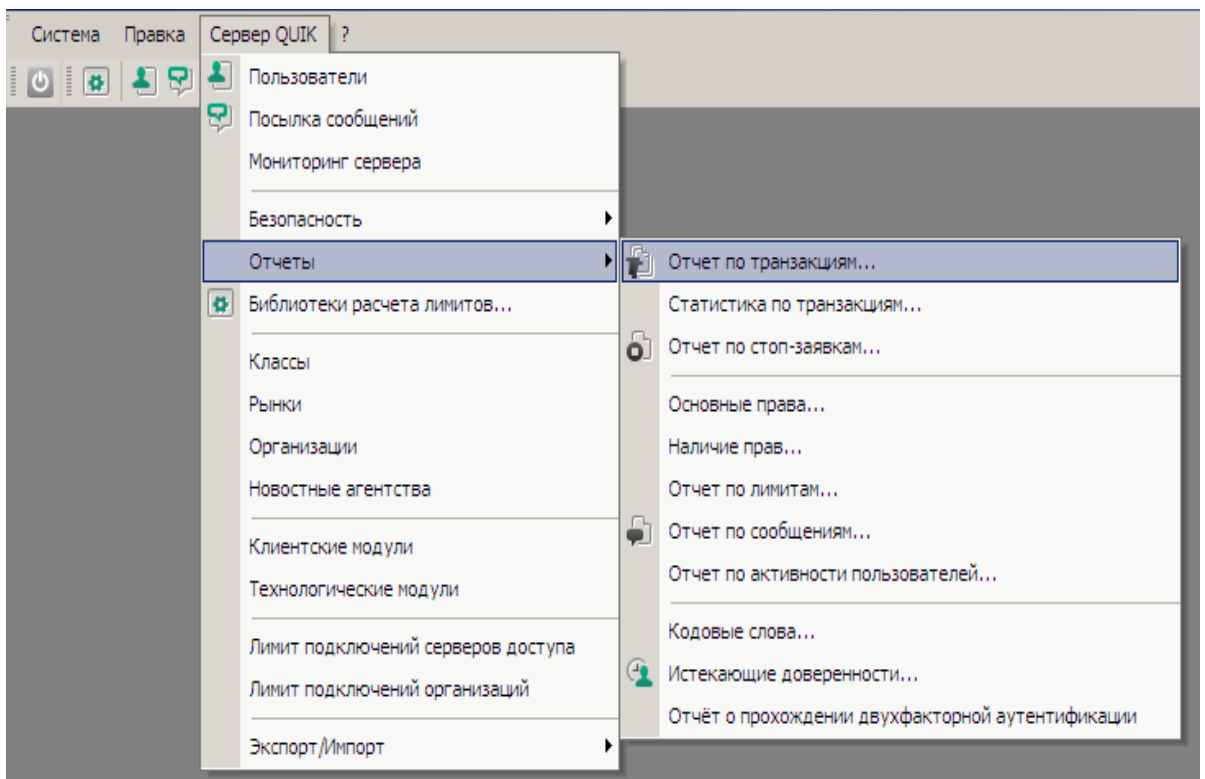 Система Правка Сервер QUIK ?
Пользователи
Посылка сообщений
Мониторинг сервера
Безопасность
Отчеты
Библиотеки расчета лимитов...
Классы
Рынки
Организации
Новостные агентства
Клиентские модули
Технологические модули
Лимит подключений серверов доступа
Лимит подключений организаций
Экспорт/Импорт
Отчет по транзакциям...
Статистика по транзакциям...
Отчет по стоп-заявкам...
Основные права...
Наличие прав...
Отчет по лимитам...
Отчет по сообщениям...
Отчет по активности пользователей...
Кодовые слова...
Истекающие доверенности...
Отчёт о прохождении двухфакторной аутентификации